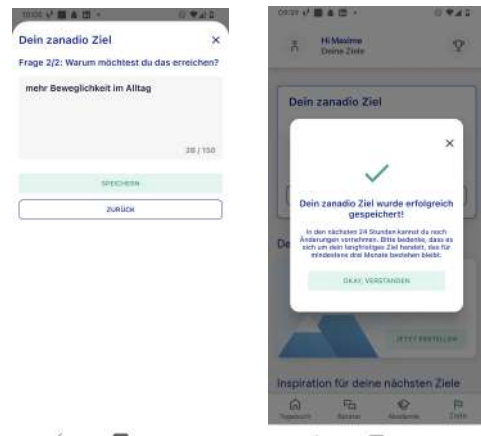 Dein zanadio Ziel
Frage 2/2: Warum möchtest du das erreichen?
mehr Beweglichkeit im Alltag
/ 150
SPEICHERN
ZURÜCK
Hi Maxime
Deine Ziele
Dein zanadio Ziel
Dein zanadio Ziel wurde erfolgreich
gespeichert!
In den nächsten 24 Stunden kannst du noch
Änderungen vornehmen. Bitte bedenke, dass es
sich um dein langfristiges Ziel handelt, das für
mindestens drei Monate bestehen bleibt.
OKAY, VERSTANDEN
De
JETZT ERSTELLEN
Inspiration für deine nächsten Ziele
Tagebuch
Berater
Akademie
Ziele